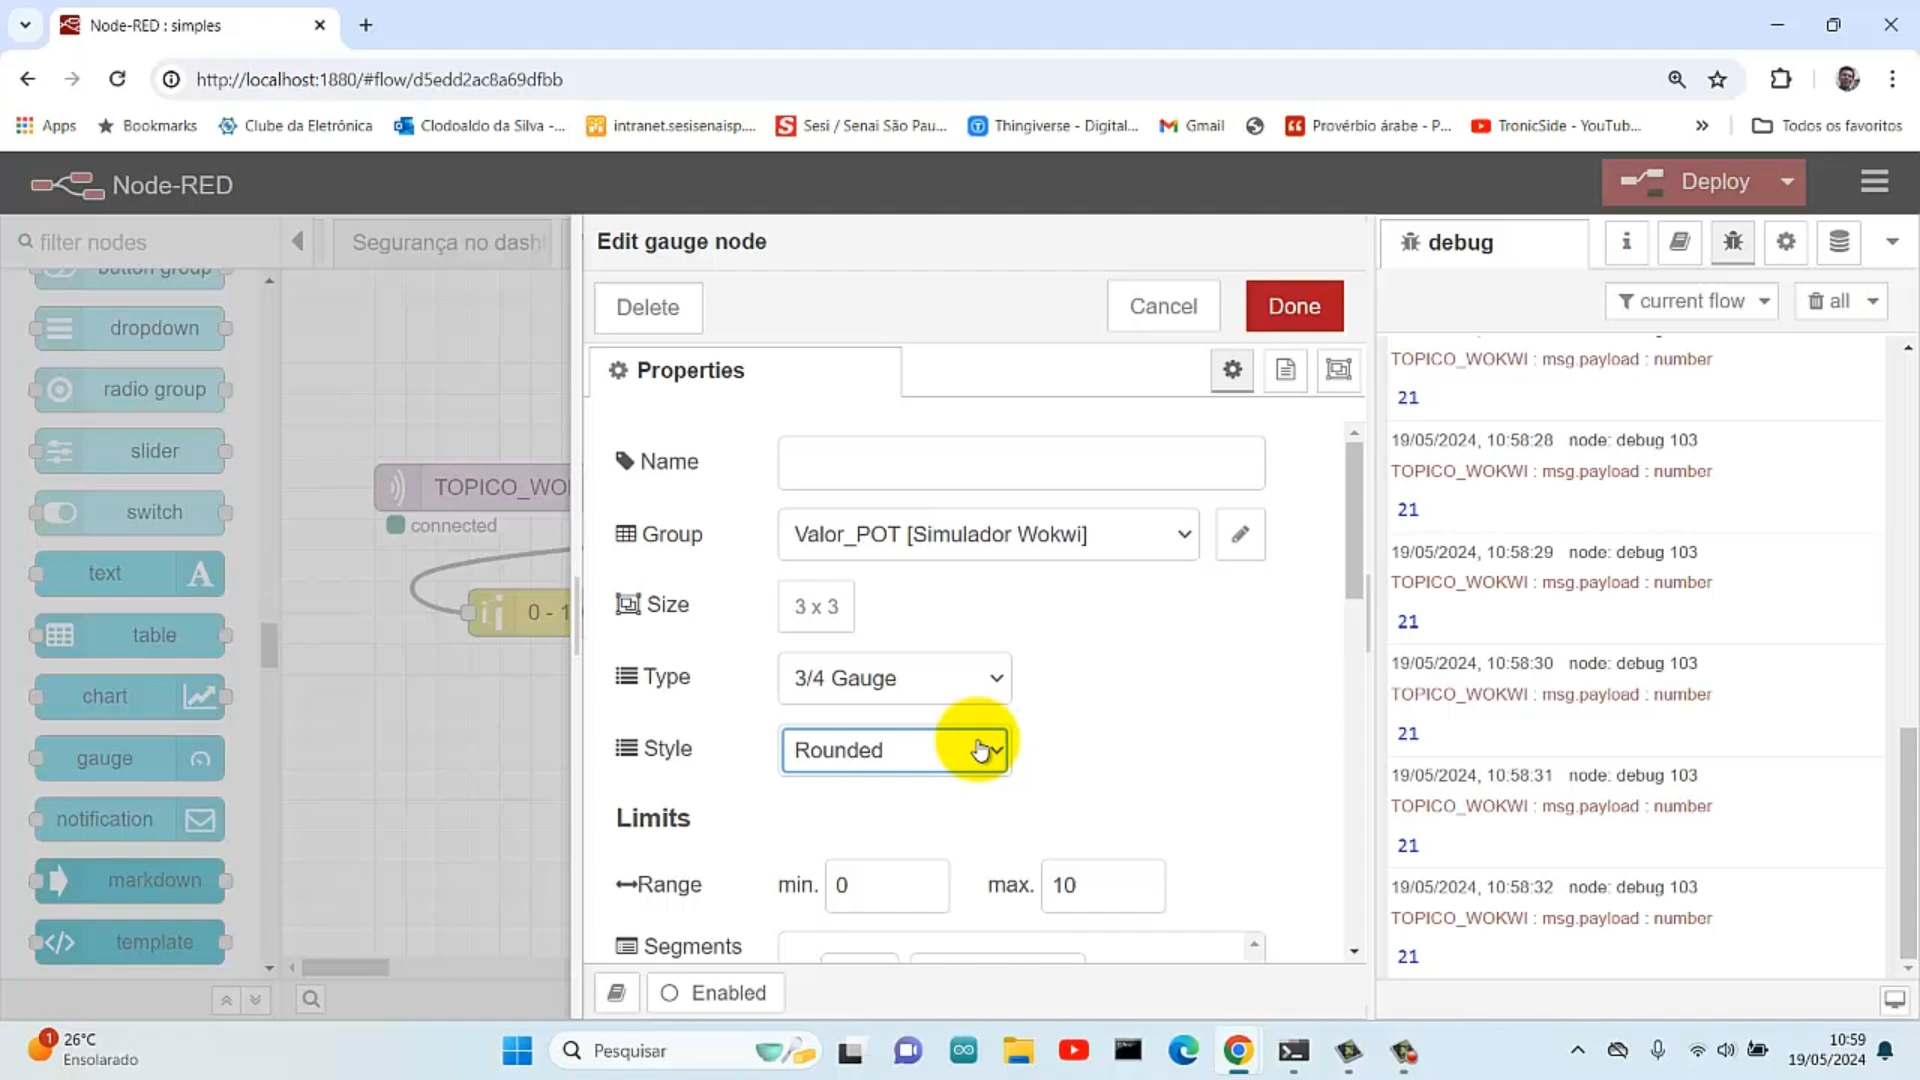 Node-RED : simples
http://localhost:1880/#flow/d5edd2ac8a69dfbb
Apps
Bookmarks
Clube da Eletrônica
Clodoaldo da Silva -...
intranet.sesisenaisp....
Sesi / Senai São Pau...
Thingiverse - Digital...
Gmail
Provérbio árabe - P...
TronicSide - YouTub...
Todos os favoritos
Node-RED
Deploy
filter nodes
button group
dropdown
radio group
slider
switch
text
table
chart
gauge
notification
markdown
template
Segurança no dash
TOPICO_WO
connected
0 - 1
Edit gauge node
Delete
Cancel
Done
Properties
Name
Group
Valor_POT [Simulador Wokwi]
Size
3 x 3
Type
3/4 Gauge
Style
Rounded
Limits
Range
min. 0
max. 10
Segments
Enabled
debug
current flow
all
TOPICO_WOKWI : msg.payload : number
21
19/05/2024, 10:58:28 node: debug 103
TOPICO_WOKWI : msg.payload : number
21
19/05/2024, 10:58:29 node: debug 103
TOPICO_WOKWI : msg.payload : number
21
19/05/2024, 10:58:30 node: debug 103
TOPICO_WOKWI : msg.payload : number
21
19/05/2024, 10:58:31 node: debug 103
TOPICO_WOKWI : msg.payload : number
21
19/05/2024, 10:58:32 node: debug 103
TOPICO_WOKWI : msg.payload : number
21
1
26°C
Ensolarado
Pesquisar
10:59
19/05/2024